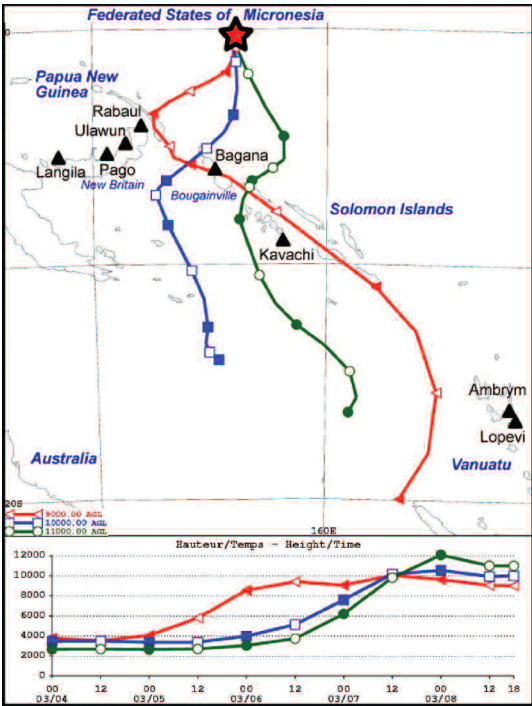 Federated States of Micronesia
0
Papua New
Guinea
Rabaul
Ulawun
Langila
Pago
New Britain
Bagana
Bougainville
Solomon Islands
Kavachi
Ambrym
Lopevi
Australia
Vanuatu
20S
160E
9000.00 AGL
10000.00 AGL
11000.00 AGL
Hauteur/Temps - Height/Time
12000
10000
8000
6000
4000
2000
0
00 12 00 12 00 12 00 12 00 12 18
03/04 03/05 03/06 03/07 03/08